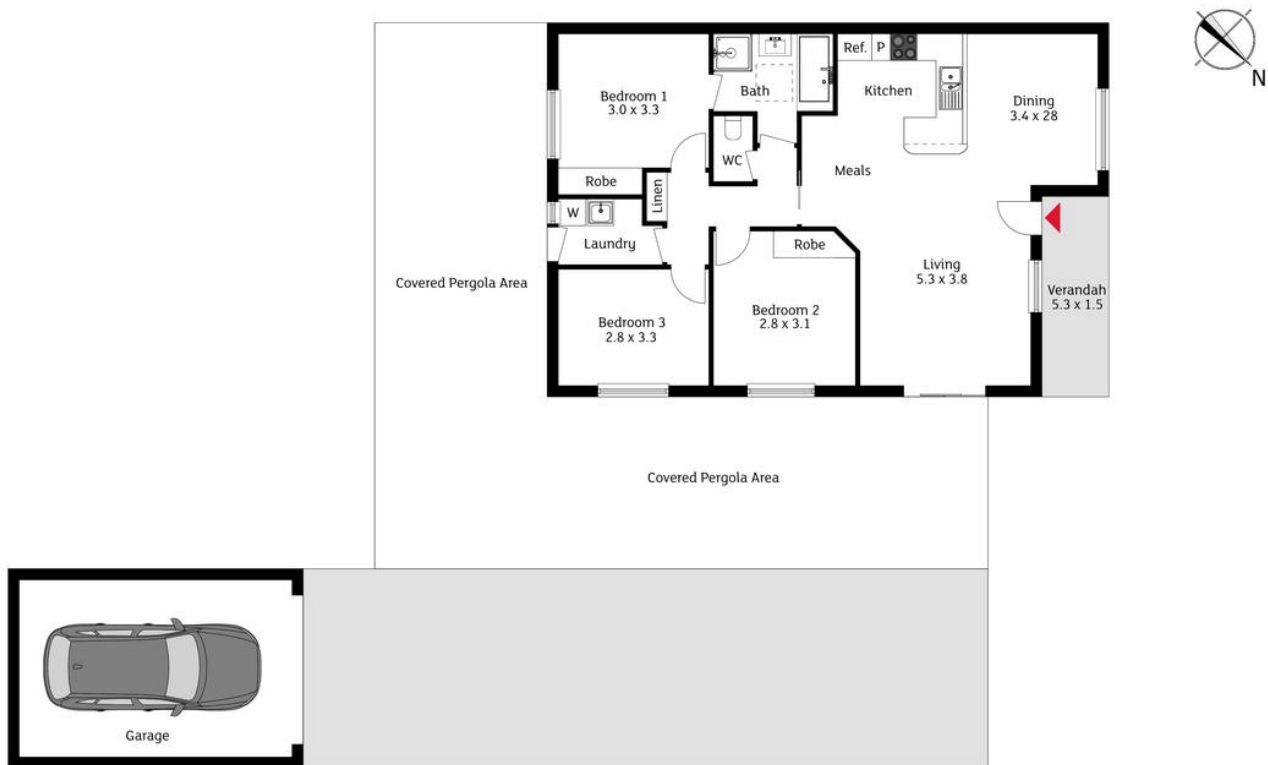 N
Ref.
P
Bedroom 1
3.0 x 3.3
Bath
Kitchen
Dining
3.4 x 28
WC
Meals
Robe
Linen
W
Laundry
Robe
Living
5.3 x 3.8
Covered Pergola Area
Verandah
5.3 x 1.5
Bedroom 2
2.8 x 3.1
Bedroom 3
2.8 x 3.3
Covered Pergola Area
Garage